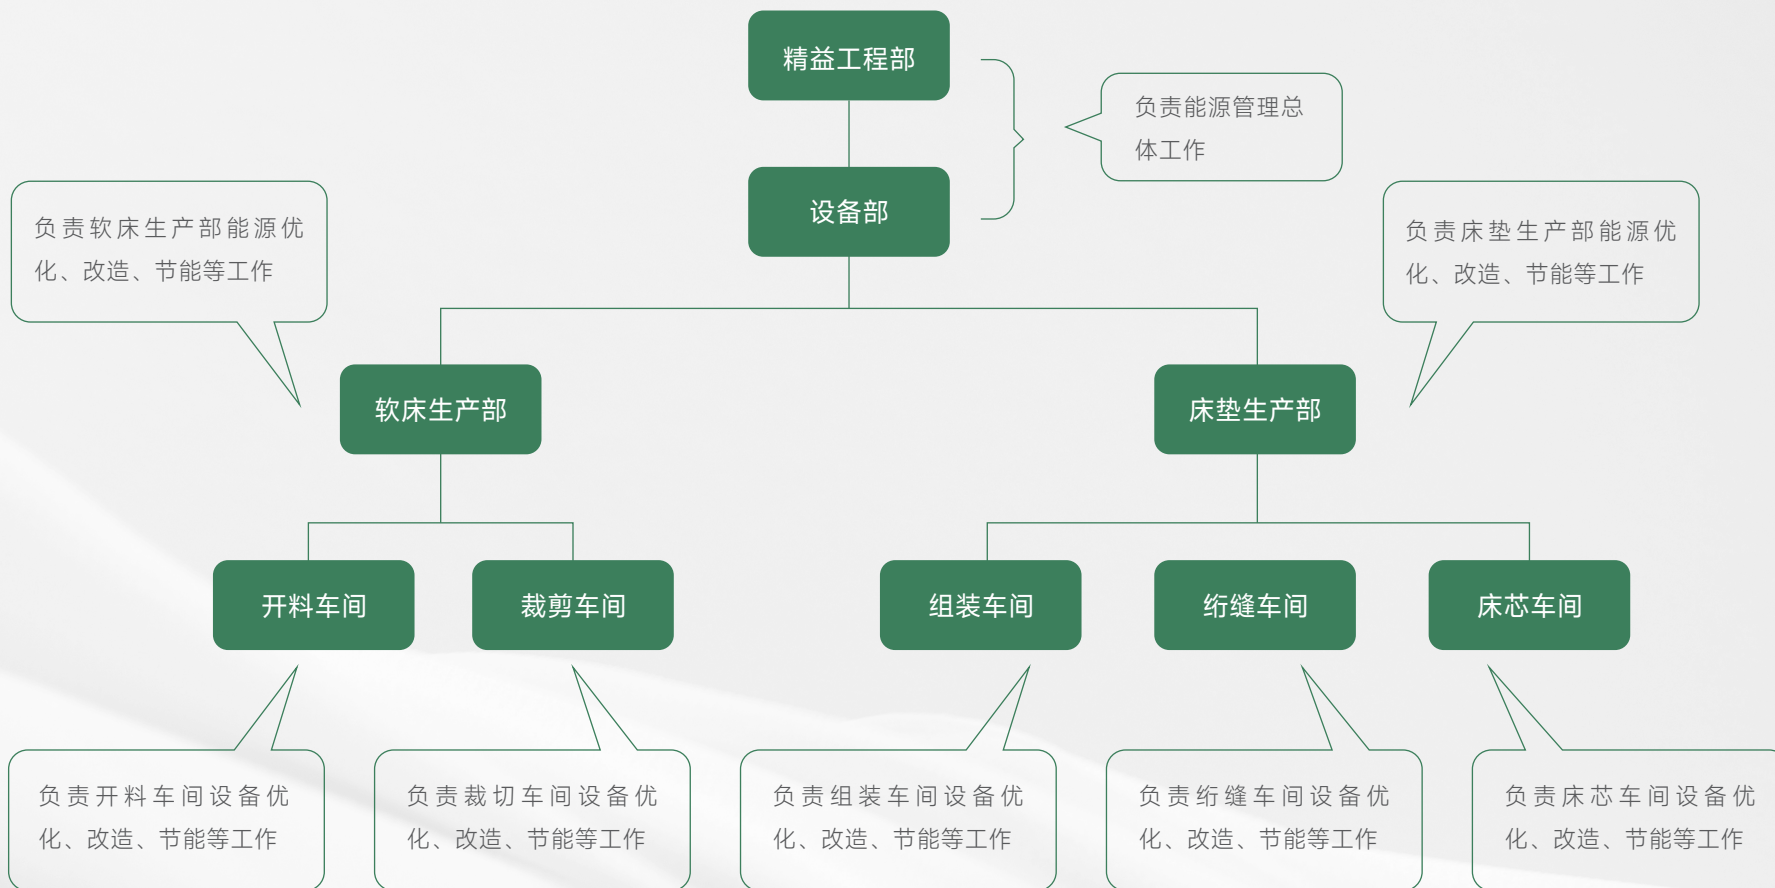 精益工程部
负责能源管理总
体工作
设备部
负责软床生产部能源优
化、改造、节能等工作
负责床垫生产部能源优
化、改造、节能等工作
软床生产部
床垫生产部
开料车间
裁剪车间
组装车间
绗缝车间
床芯车间
负责开料车间设备优
化、改造、节能等工作
负责裁切车间设备优
化、改造、节能等工作
负责组装车间设备优
化、改造、节能等工作
负责绗缝车间设备优
化、改造、节能等工作
负责床芯车间设备优
化、改造、节能等工作